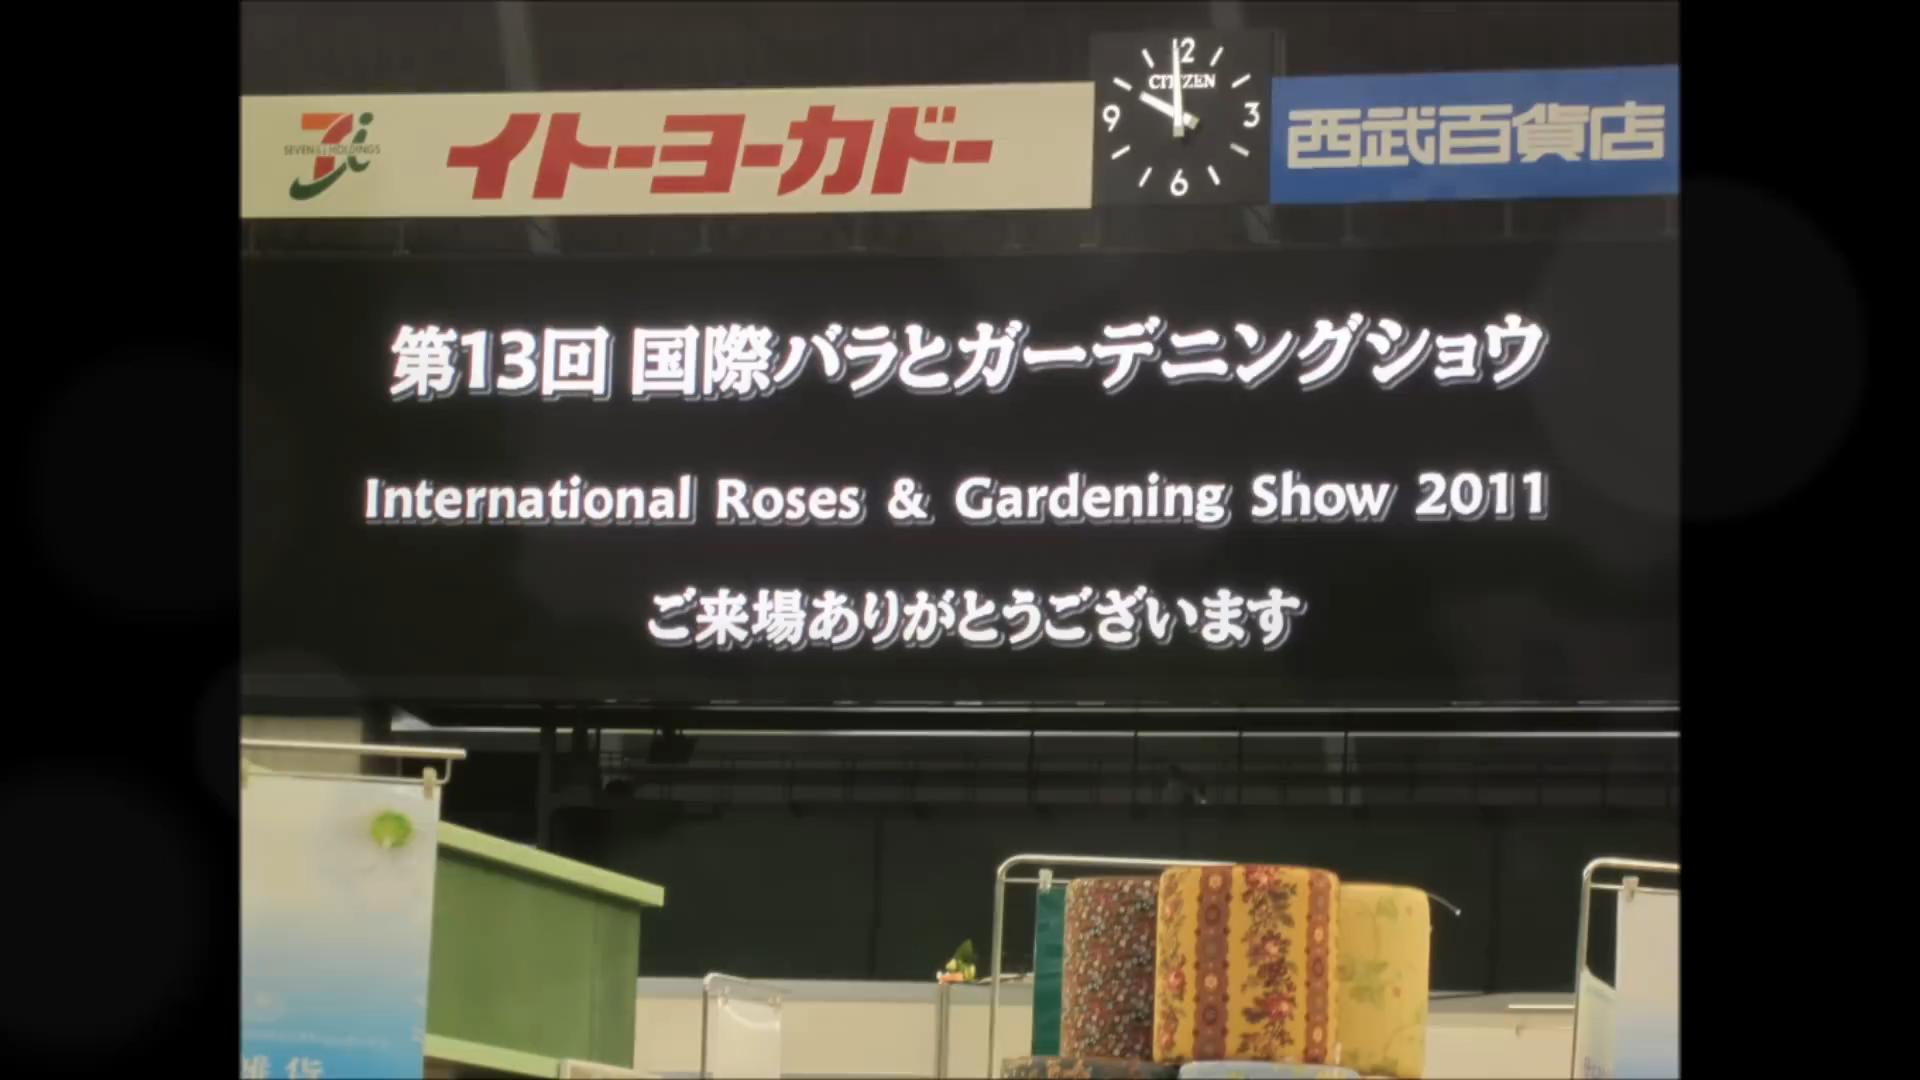 SEVEN & i HOLDINGS
イトーヨーカドー
12
CITIZEN
9 3
6
西武百貨店
第13回 国際バラとガーデニングショウ
International Roses & Gardening Show 2011
ご来場ありがとうございます
雑貨